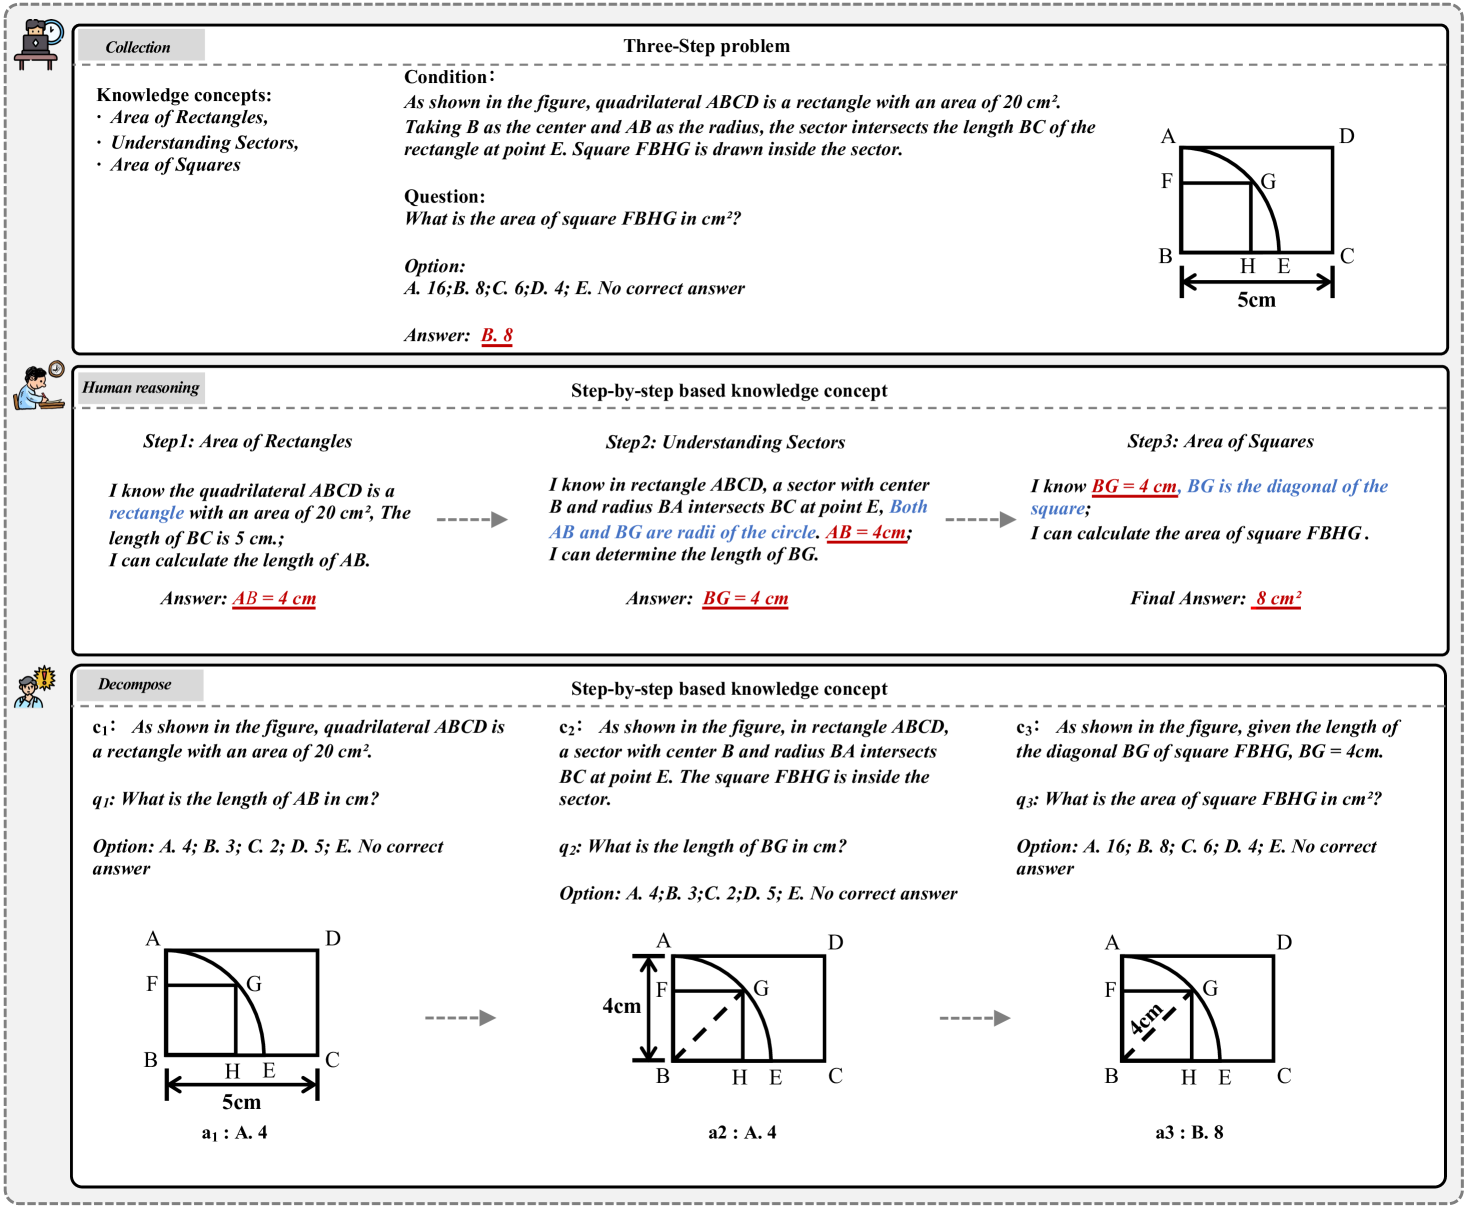 Collection
Three-Step problem
Knowledge concepts:
· Area of Rectangles,
· Understanding Sectors,
· Area of Squares
Condition:
As shown in the figure, quadrilateral ABCD is a rectangle with an area of 20 cm².
Taking B as the center and AB as the radius, the sector intersects the length BC of the
rectangle at point E. Square FBHG is drawn inside the sector.
Question:
What is the area of square FBHG in cm²?
Option:
A. 16;B. 8;C. 6;D. 4; E. No correct answer
Answer: B. 8
A D
F G
B H E C
5cm
Human reasoning
Step-by-step based knowledge concept
Step1: Area of Rectangles
I know the quadrilateral ABCD is a
rectangle with an area of 20 cm², The
length of BC is 5 cm.;
I can calculate the length of AB.
Answer: AB = 4 cm
Step2: Understanding Sectors
I know in rectangle ABCD, a sector with center
B and radius BA intersects BC at point E, Both
AB and BG are radii of the circle. AB = 4cm;
I can determine the length of BG.
Answer: BG = 4 cm
Step3: Area of Squares
I know BG = 4 cm, BG is the diagonal of the
square;
I can calculate the area of square FBHG .
Final Answer: 8 cm²
Decompose
Step-by-step based knowledge concept
c₁: As shown in the figure, quadrilateral ABCD is
a rectangle with an area of 20 cm².
q₁: What is the length of AB in cm?
Option: A. 4; B. 3; C. 2; D. 5; E. No correct
answer
A D
F G
B H E C
5cm
a₁ : A. 4
c₂: As shown in the figure, in rectangle ABCD,
a sector with center B and radius BA intersects
BC at point E. The square FBHG is inside the
sector.
q₂: What is the length of BG in cm?
Option: A. 4;B. 3;C. 2;D. 5; E. No correct answer
A D
F G
4cm
B H E C
a2 : A. 4
c₃: As shown in the figure, given the length of
the diagonal BG of square FBHG, BG = 4cm.
q₃: What is the area of square FBHG in cm²?
Option: A. 16; B. 8; C. 6; D. 4; E. No correct
answer
A D
F G
4cm
B H E C
a3 : B. 8